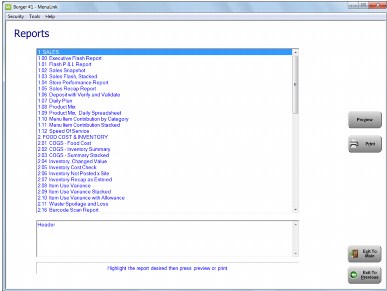 Burger #1 - MenuLink
Security Tools Help
Reports
1. SALES
1.00 Executive Flash Report
1.01 Flash P & L Report
1.02 Sales Snapshot
1.03 Sales Flash, Stacked
1.04 Store Performance Report
1.05 Sales Recap Report
1.06 Deposit with Verify and Validate
1.07 Daily Plan
1.08 Product Mix
1.09 Product Mix, Daily Spreadsheet
1.10 Menu Item Contribution by Category
1.11 Menu Item Contribution Stacked
1.12 Speed Of Service
2. FOOD COST & INVENTORY
2.01 COGS - Food Cost
2.02 COGS - Inventory Summary
2.03 COGS - Summary Stacked
2.04 Inventory Changed Value
2.05 Inventory Cost Check
2.06 Inventory Not Posted x Site
2.07 Inventory Recap as Entered
2.08 Item Use Variance
2.09 Item Use Variance Stacked
2.10 Item Use Variance with Allowance
2.11 Waste Spoilage and Loss
2.16 Barcode Scan Report
Preview
Print
Header
Exit To Main
Highlight the report desired then press preview or print
Exit To Previous